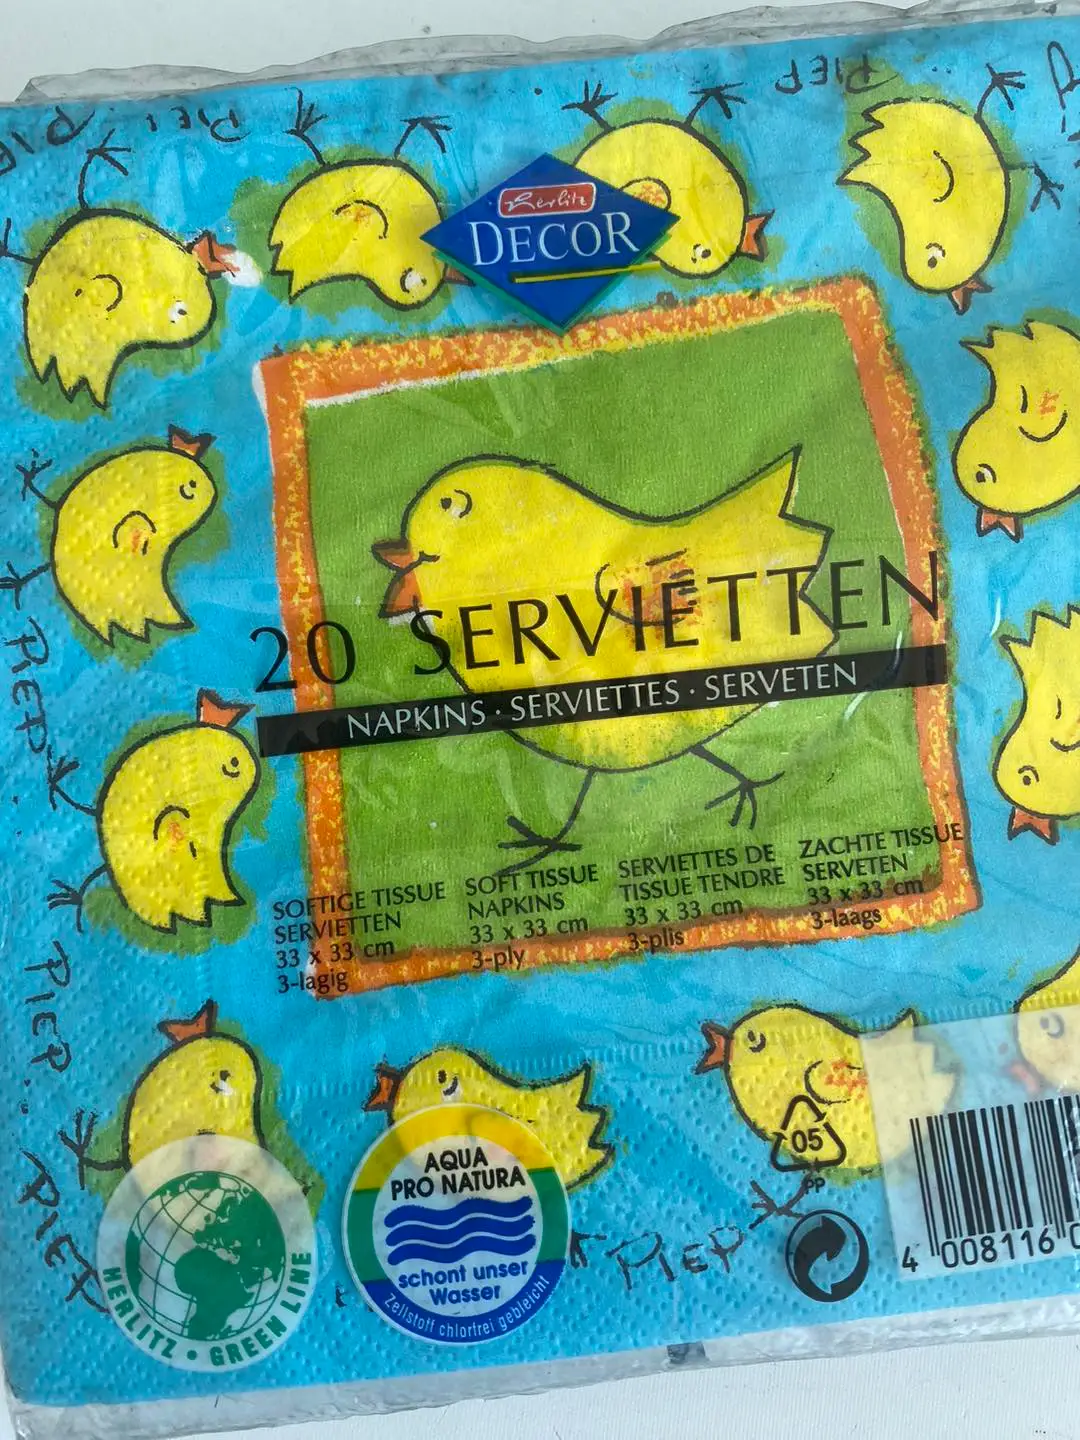 PIEP
PIEP
Herlitz
DECOR
20 SERVIETTEN
NAPKINS · SERVIETTES · SERVETEN
SOFTIGE TISSUE
SERVIETTEN
33 x 33 cm
3-lagig
SOFT TISSUE
NAPKINS
33 x 33 cm
3-ply
SERVIETTES DE
TISSUE TENDRE
33 x 33 cm
3-plis
ZACHTE TISSUE
SERVETEN
33 x 33 cm
3-laags
PIEP
PIEP.
PIEP
PIEP
HERLITZ • GREEN LINE
AQUA
PRO NATURA
schont unser
Wasser
Zellstoff chlorfrei gebleicht
05
PP
4 008116